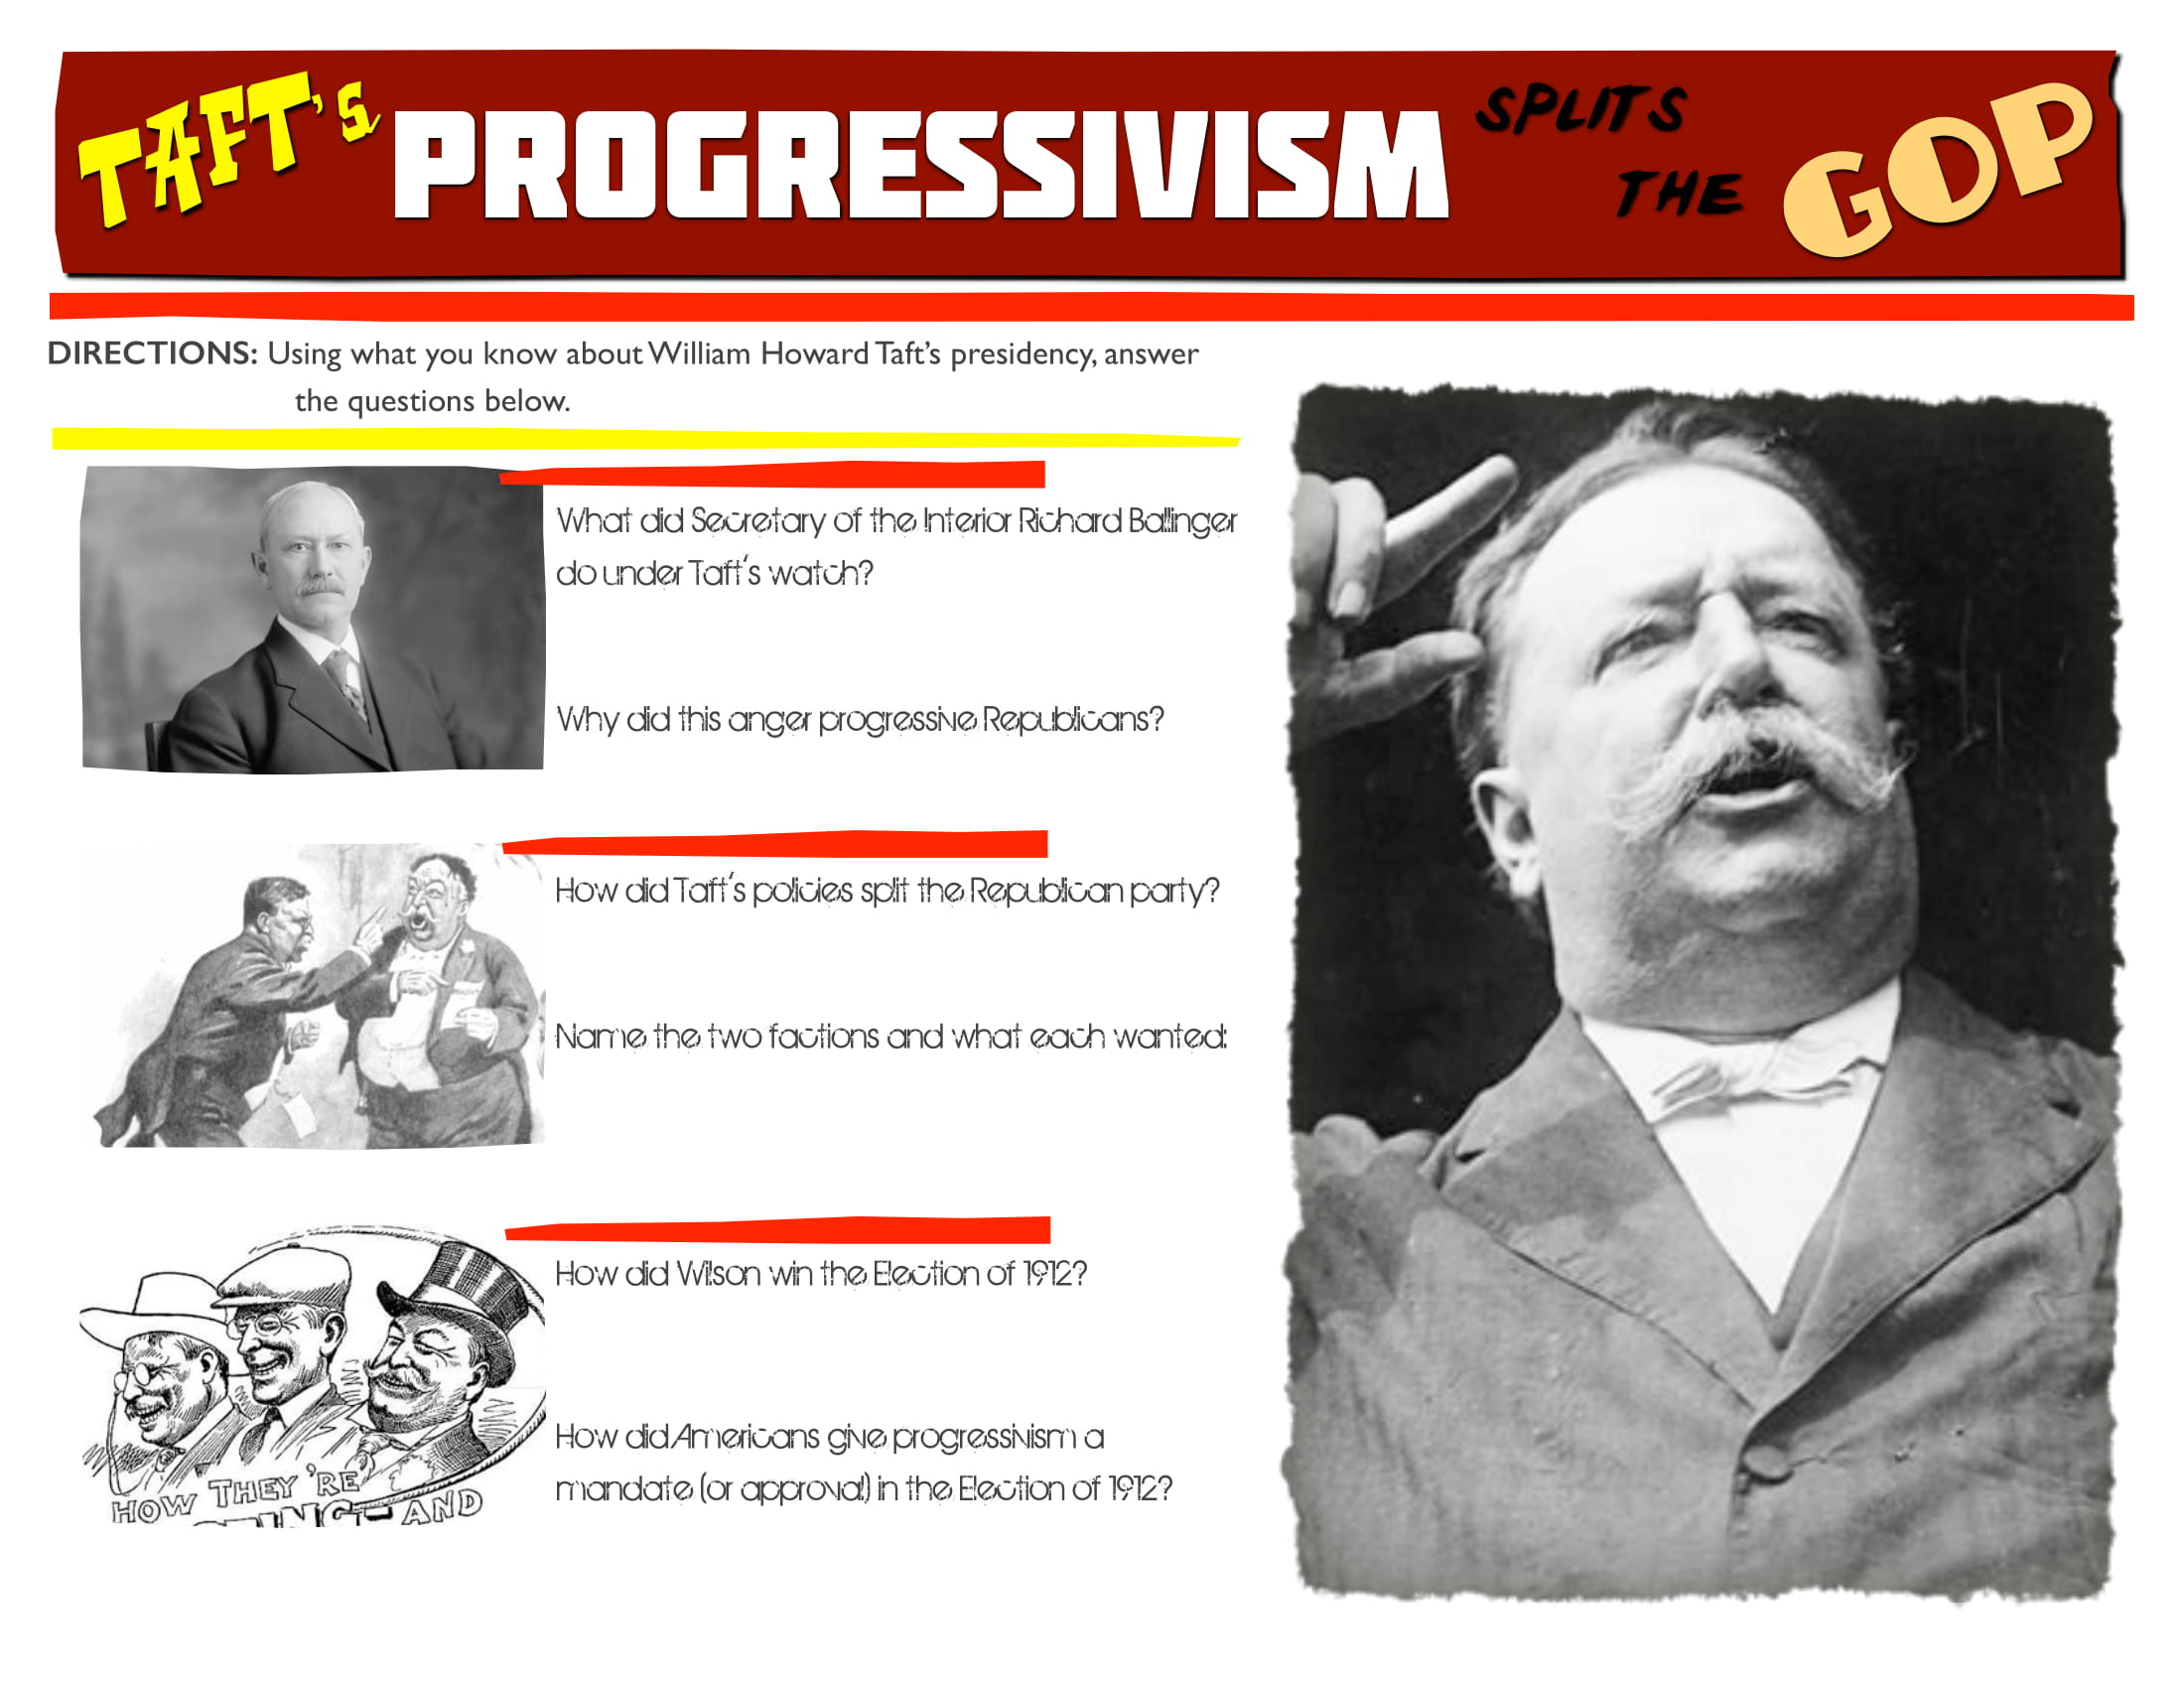 TAFT's PROGRESSIVISM SPLITS THE GOP
DIRECTIONS: Using what you know about William Howard Taft's presidency, answer
the questions below.
What did Secretary of the Interior Richard Ballinger
do under Taft's watch?
Why did this anger progressive Republicans?
How did Taft's policies split the Republican party?
Name the two factions and what each wanted:
How did Wilson win the Election of 1912?
How did Americans give progressivism a
mandate (or approval) in the Election of 1912?
HOW THEY'RE
AND